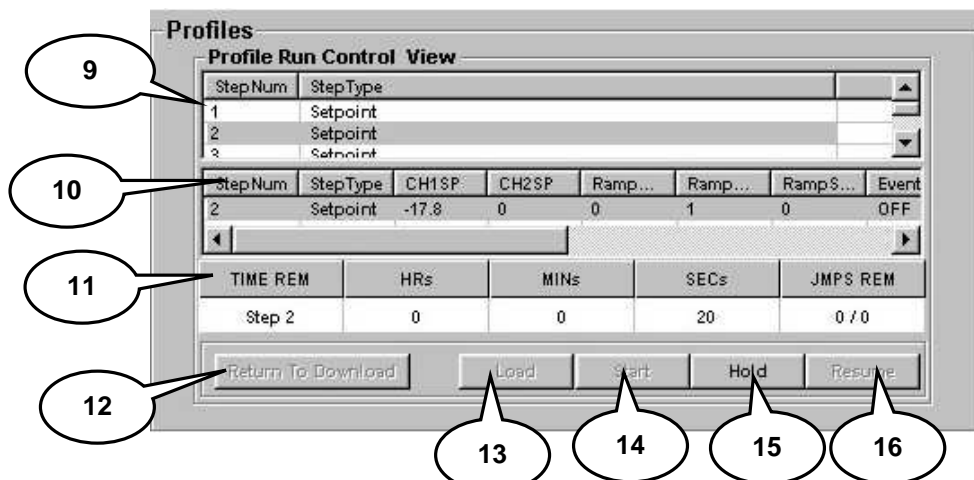 Profiles
Profile Run Control View
9
StepNum StepType
1 Setpoint
2 Setpoint
3 Setpoint
10
StepNum StepType CH1SP CH2SP Ramp... Ramp... RampS... Event
2 Setpoint -17.8 0 0 1 0 OFF
11
TIME REM HRs MINs SECs JMPS REM
Step 2 0 0 20 0 / 0
Return To Download Load Start Hold Resume
12
13
14
15
16